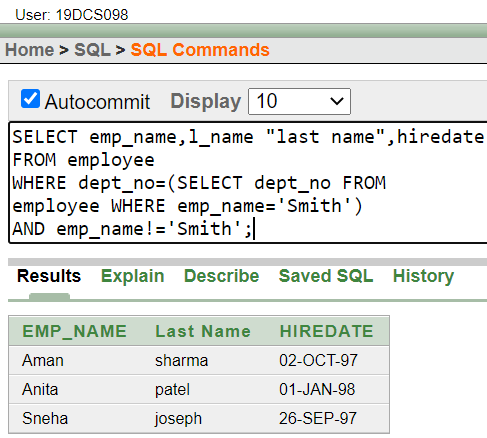 User: 19DCS098
Home > SQL > SQL Commands
Autocommit Display 10
SELECT emp_name,l_name "last name",hiredate
FROM employee
WHERE dept_no=(SELECT dept_no FROM
employee WHERE emp_name='Smith')
AND emp_name!='Smith';
Results Explain Describe Saved SQL History
EMP_NAME Last Name HIREDATE
Aman sharma 02-OCT-97
Anita patel 01-JAN-98
Sneha joseph 26-SEP-97